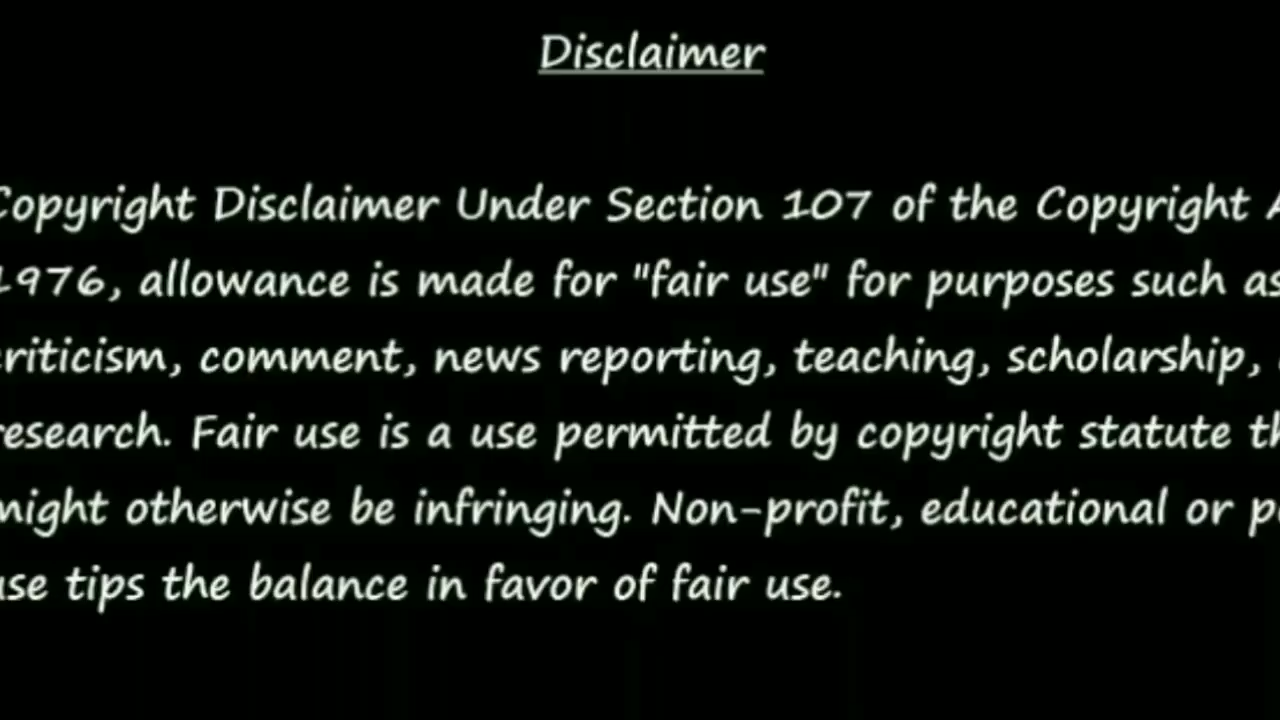 Disclaimer
Copyright Disclaimer Under Section 107 of the Copyright
1976, allowance is made for "fair use" for purposes such as
criticism, comment, news reporting, teaching, scholarship,
research. Fair use is a use permitted by copyright statute
might otherwise be infringing. Non-profit, educational or
use tips the balance in favor of fair use.